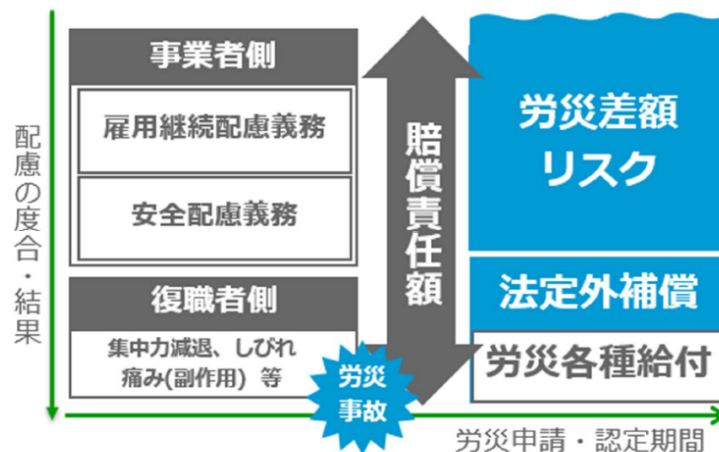 配慮の度合・結果
事業者側
雇用継続配慮義務
安全配慮義務
復職者側
集中力減退、しびれ
痛み(副作用) 等
労災
事故
賠償責任額
労災差額
リスク
法定外補償
労災各種給付
労災申請・認定期間